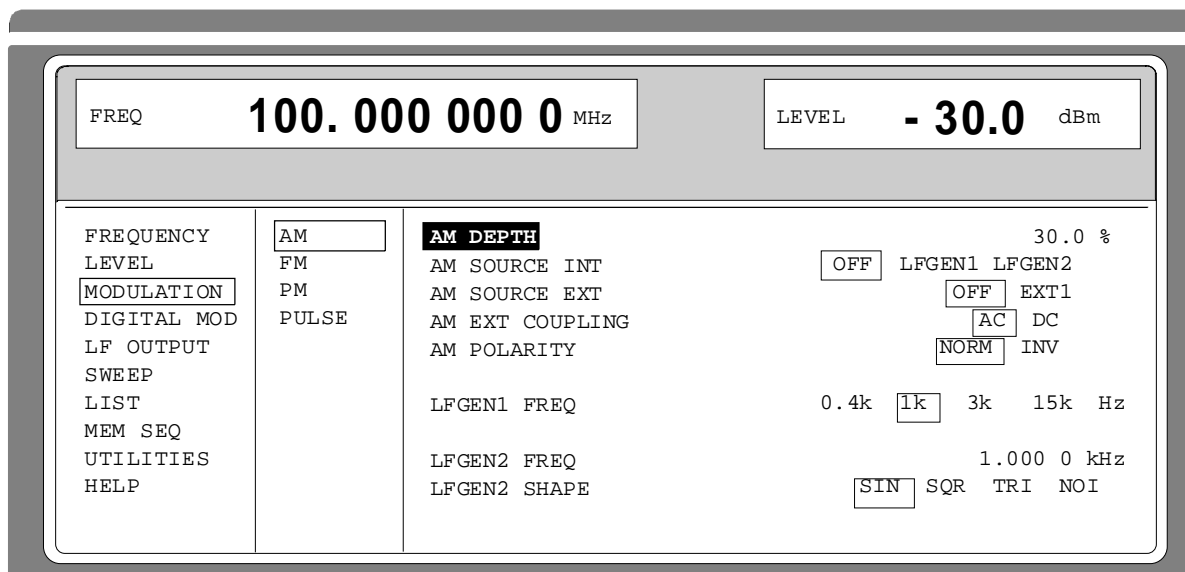 FREQ 100. 000 000 0 MHz
LEVEL - 30.0 dBm
FREQUENCY
LEVEL
MODULATION
DIGITAL MOD
LF OUTPUT
SWEEP
LIST
MEM SEQ
UTILITIES
HELP
AM
FM
PM
PULSE
AM DEPTH 30.0 %
AM SOURCE INT OFF LFGEN1 LFGEN2
AM SOURCE EXT OFF EXT1
AM EXT COUPLING AC DC
AM POLARITY NORM INV
LFGEN1 FREQ 0.4k 1k 3k 15k Hz
LFGEN2 FREQ 1.000 0 kHz
LFGEN2 SHAPE SIN SQR TRI NOI